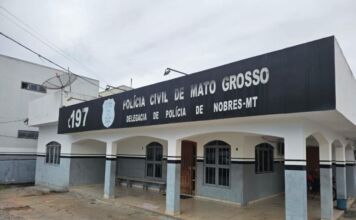 197
POLÍCIA CIVIL DE MATO GROSSO
DELEGACIA DE POLÍCIA DE NOBRES-MT